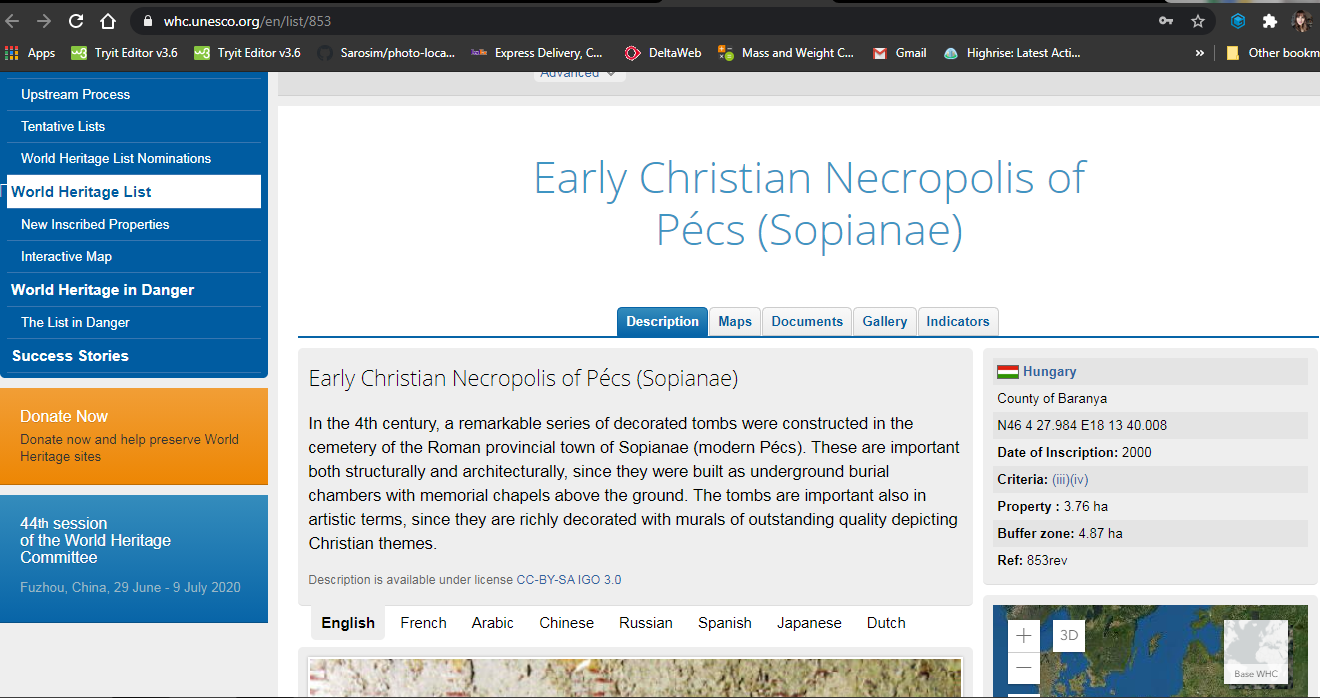 whc.unesco.org/en/list/853
Apps Tryit Editor v3.6 Tryit Editor v3.6 Sarosim/photo-loca... Express Delivery, C... DeltaWeb Mass and Weight C... Gmail Highrise: Latest Acti... » Other bookm
Advanced
Upstream Process
Tentative Lists
World Heritage List Nominations
World Heritage List
New Inscribed Properties
Interactive Map
World Heritage in Danger
The List in Danger
Success Stories
Donate Now
Donate now and help preserve World
Heritage sites
44th session
of the World Heritage
Committee
Fuzhou, China, 29 June - 9 July 2020
Early Christian Necropolis of
Pécs (Sopianae)
Description Maps Documents Gallery Indicators
Early Christian Necropolis of Pécs (Sopianae)
In the 4th century, a remarkable series of decorated tombs were constructed in the
cemetery of the Roman provincial town of Sopianae (modern Pécs). These are important
both structurally and architecturally, since they were built as underground burial
chambers with memorial chapels above the ground. The tombs are important also in
artistic terms, since they are richly decorated with murals of outstanding quality depicting
Christian themes.
Description is available under license CC-BY-SA IGO 3.0
English French Arabic Chinese Russian Spanish Japanese Dutch
Hungary
County of Baranya
N46 4 27.984 E18 13 40.008
Date of Inscription: 2000
Criteria: (iii)(iv)
Property : 3.76 ha
Buffer zone: 4.87 ha
Ref: 853rev
+ 3D
−
Base WHC